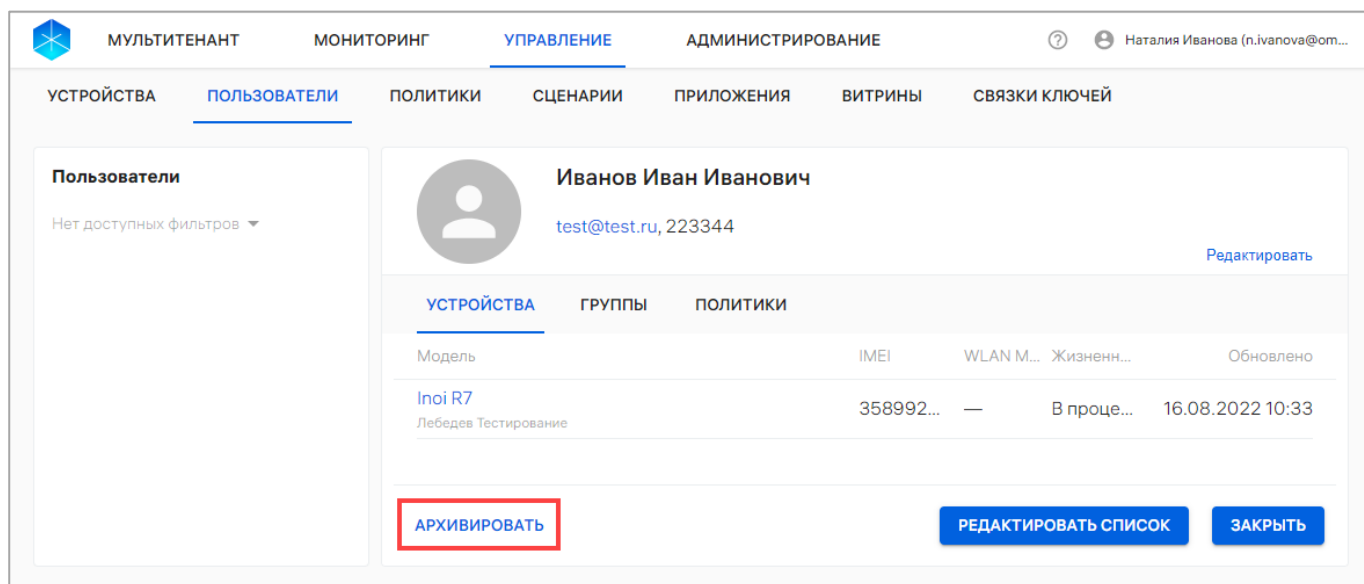 МУЛЬТИТЕНАНТ МОНИТОРИНГ УПРАВЛЕНИЕ АДМИНИСТРИРОВАНИЕ ? Наталия Иванова (n.ivanova@om...
УСТРОЙСТВА ПОЛЬЗОВАТЕЛИ ПОЛИТИКИ СЦЕНАРИИ ПРИЛОЖЕНИЯ ВИТРИНЫ СВЯЗКИ КЛЮЧЕЙ
Пользователи
Нет доступных фильтров
Иванов Иван Иванович
test@test.ru, 223344
Редактировать
УСТРОЙСТВА ГРУППЫ ПОЛИТИКИ
Модель IMEI WLAN M... Жизненн... Обновлено
Inoi R7 358992... — В проце... 16.08.2022 10:33
Лебедев Тестирование
АРХИВИРОВАТЬ РЕДАКТИРОВАТЬ СПИСОК ЗАКРЫТЬ